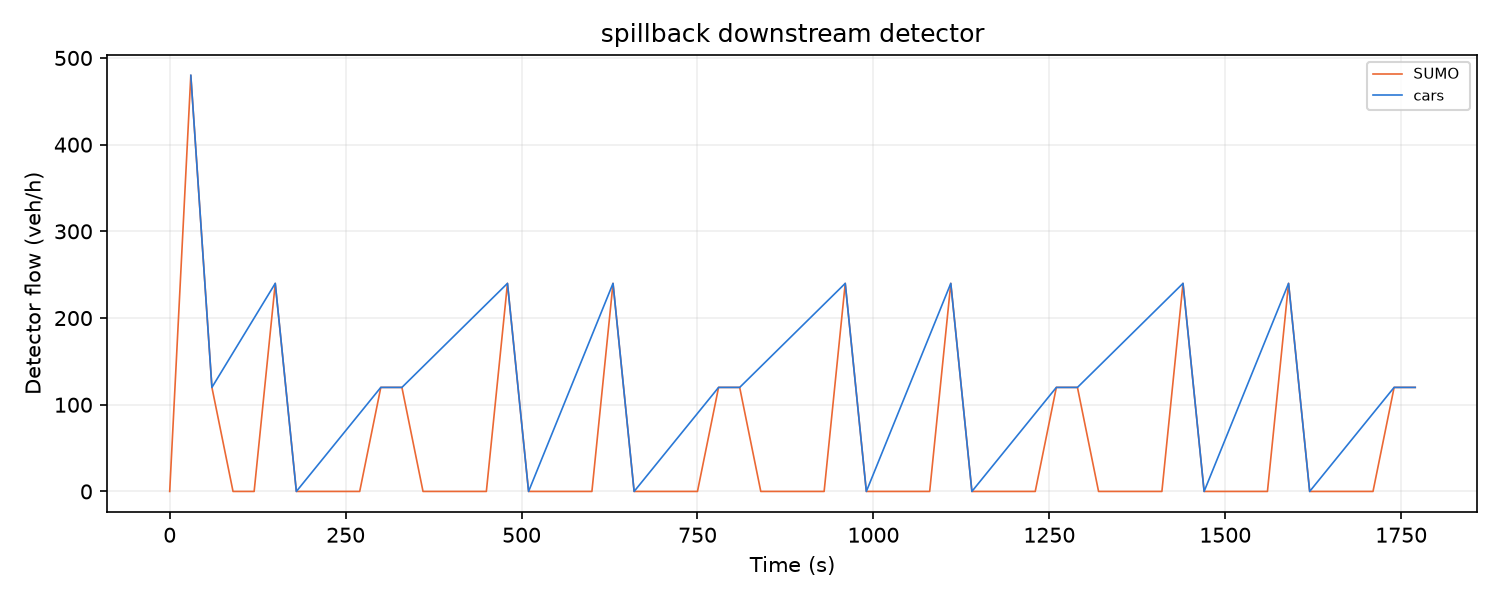 spillback downstream detector
Detector flow (veh/h)
500
400
300
200
100
0
SUMO
cars
0 250 500 750 1000 1250 1500 1750
Time (s)